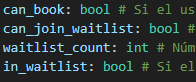 can_book: bool # Si el us
can_join_waitlist: bool #
waitlist_count: int # Núm
in_waitlist: bool # Si el